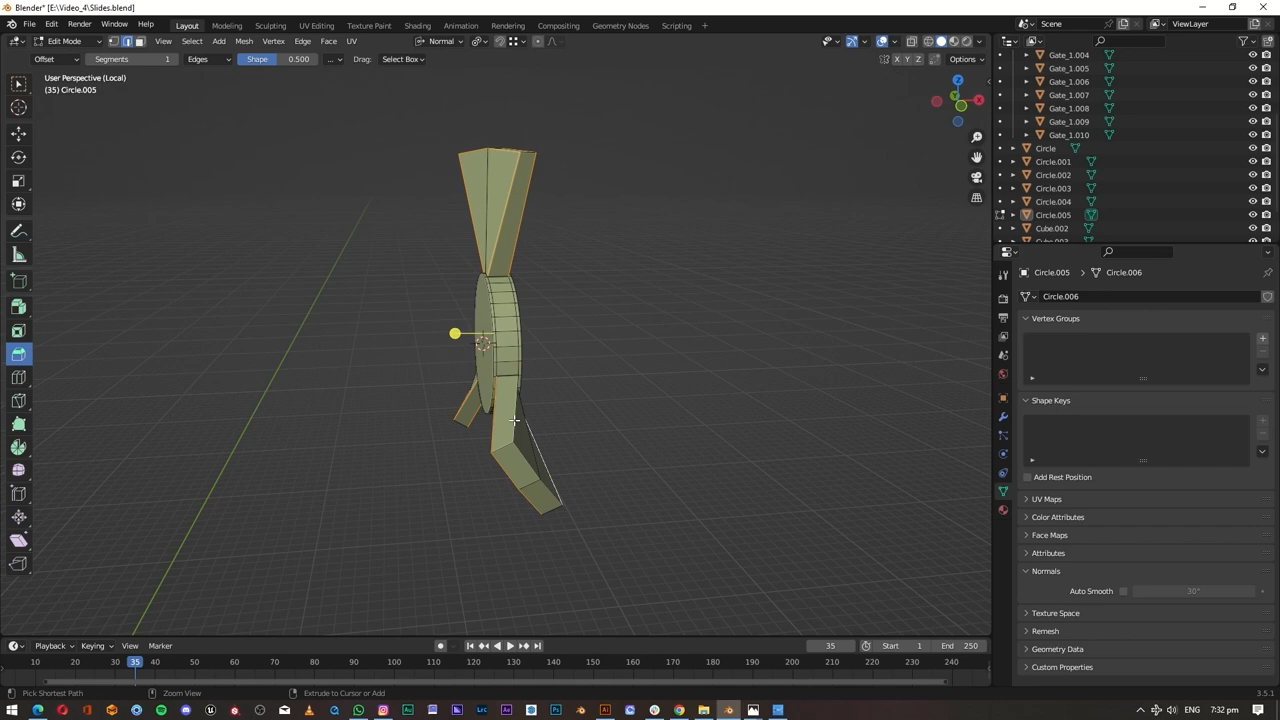 Blender* [E:\Video_4\Slides.blend]
File Edit Render Window Help Layout Modeling Sculpting UV Editing Texture Paint Shading Animation Rendering Compositing Geometry Nodes Scripting + Scene ViewLayer
Edit Mode View Select Add Mesh Vertex Edge Face UV Normal
Offset Segments 1 Edges Shape 0.500 ... Drag: Select Box X Y Z Options
User Perspective (Local)
(35) Circle.005
Z
X
Y
Gate_1.004
Gate_1.005
Gate_1.006
Gate_1.007
Gate_1.008
Gate_1.009
Gate_1.010
Circle
Circle.001
Circle.002
Circle.003
Circle.004
Circle.005
Cube.002
Circle.005 > Circle.006
Circle.006
Vertex Groups
Shape Keys
Add Rest Position
UV Maps
Color Attributes
Face Maps
Attributes
Normals
Auto Smooth 30°
Texture Space
Remesh
Geometry Data
Custom Properties
Playback Keying View Marker 35 Start 1 End 250
10 20 30 35 40 50 60 70 80 90 100 110 120 130 140 150 160 170 180 190 200 210 220 230 240
Pick Shortest Path Zoom View Extrude to Cursor or Add 3.5.1
ENG 7:32 pm